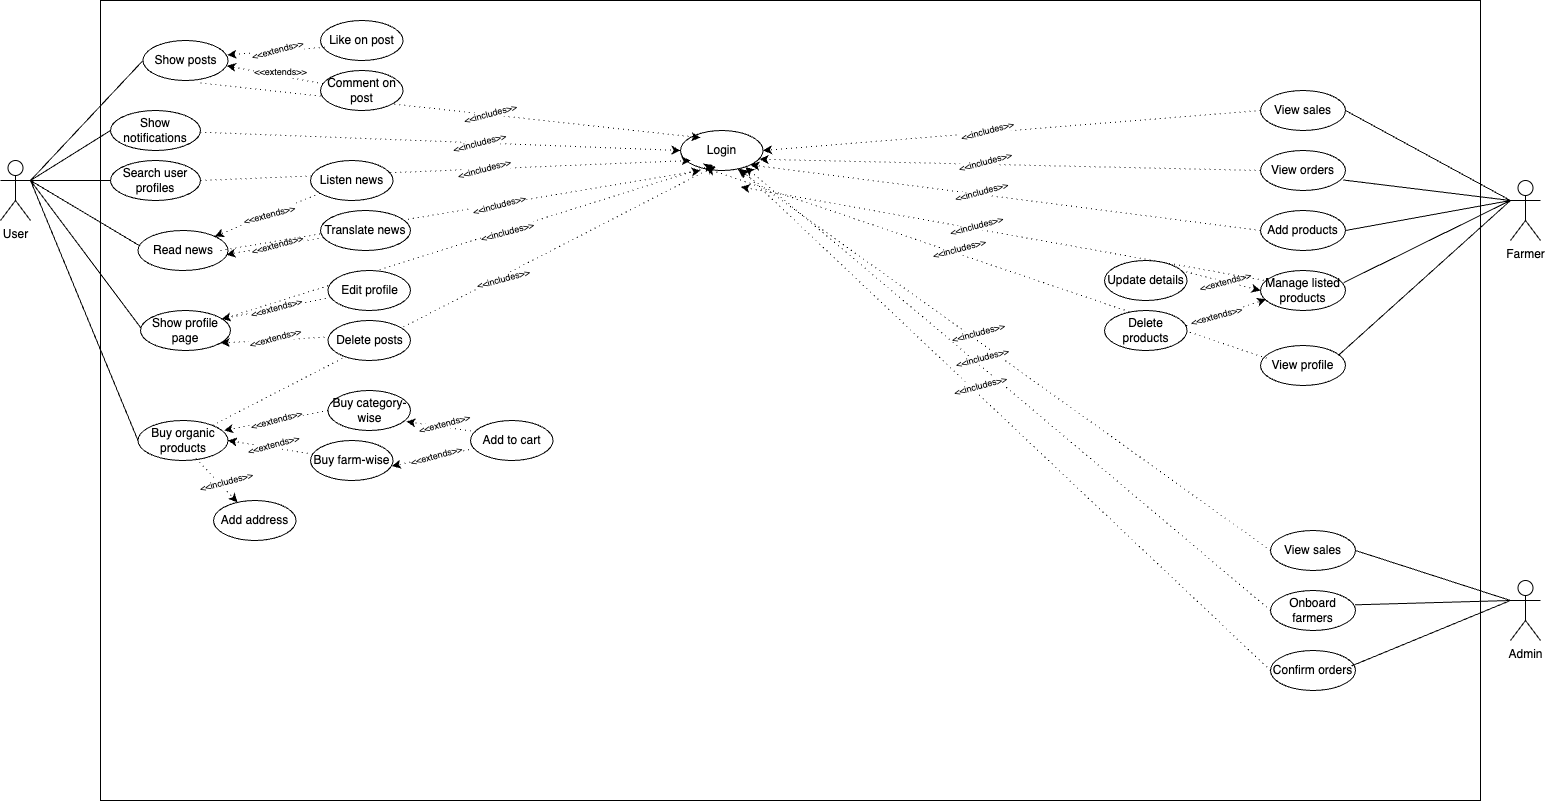 Like on post
<<extends>>
Show posts
<<extends>>
Comment on
post
<<includes>>
View sales
Show
notifications
<<includes>>
Login
<<includes>>
Search user
profiles
Listen news
<<includes>>
<<includes>>
View orders
User
<<extends>>
Translate news
<<includes>>
<<includes>>
Add products
Farmer
Read news
<<extends>>
<<includes>>
<<includes>>
<<includes>>
Edit profile
<<includes>>
Update details
<<extends>>
Manage listed
products
<<extends>>
Show profile
page
<<extends>>
Delete posts
Delete
products
<<extends>>
<<includes>>
<<includes>>
<<includes>>
View profile
Buy category-
wise
<<extends>>
<<extends>>
Buy organic
products
<<extends>>
Add to cart
Buy farm-wise
<<extends>>
<<includes>>
Add address
View sales
Onboard
farmers
Admin
Confirm orders